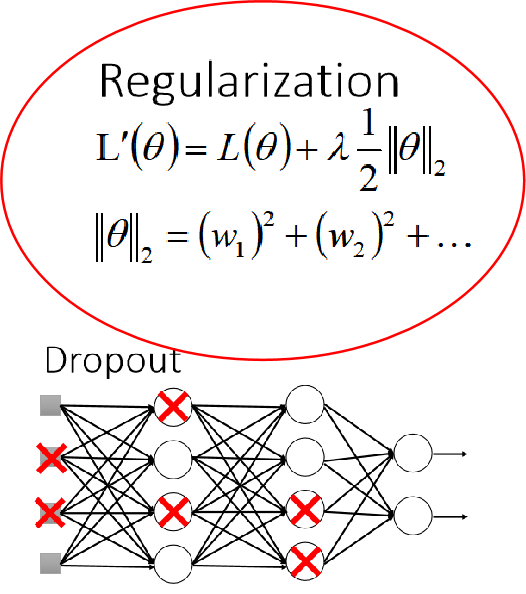 Regularization
L′(θ) = L(θ) + λ 1/2 ‖θ‖₂
‖θ‖₂ = (w₁)² + (w₂)² + …
Dropout